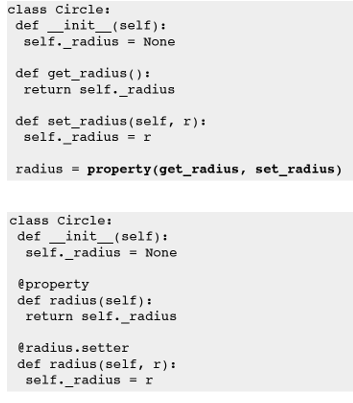 class Circle:
 def __init__(self):
  self._radius = None

 def get_radius():
  return self._radius

 def set_radius(self, r):
  self._radius = r

 radius = property(get_radius, set_radius)

class Circle:
 def __init__(self):
  self._radius = None

 @property
 def radius(self):
  return self._radius

 @radius.setter
 def radius(self, r):
  self._radius = r